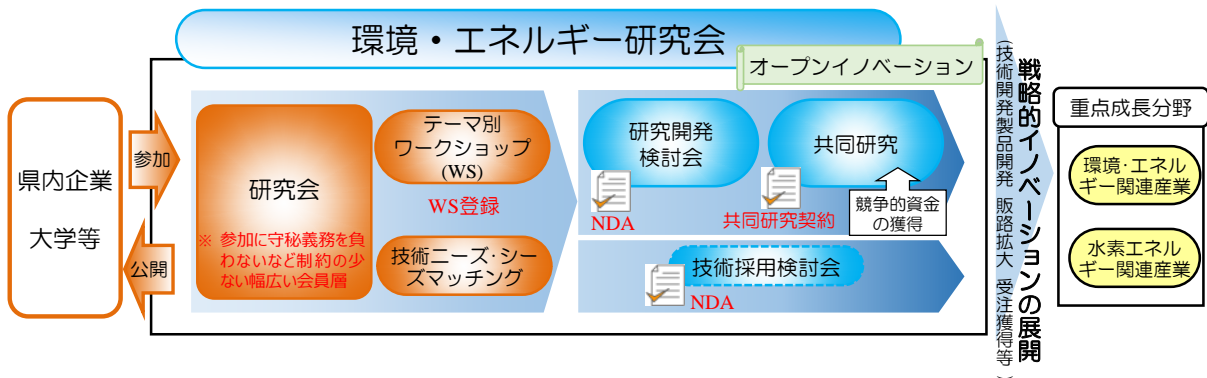 環境・エネルギー研究会
オープンイノベーション
県内企業
大学等
参加
公開
研究会
※ 参加に守秘義務を負
わないなど制約の少
ない幅広い会員層
テーマ別
ワークショップ
(WS)
WS登録
技術ニーズ・シー
ズマッチング
研究開発
検討会
NDA
共同研究
共同研究契約
競争的資金
の獲得
技術採用検討会
NDA
戦略的イノベーションの展開
(技術開発製品開発 販路拡大 受注獲得等)
重点成長分野
環境・エネル
ギー関連産業
水素エネル
ギー関連産業